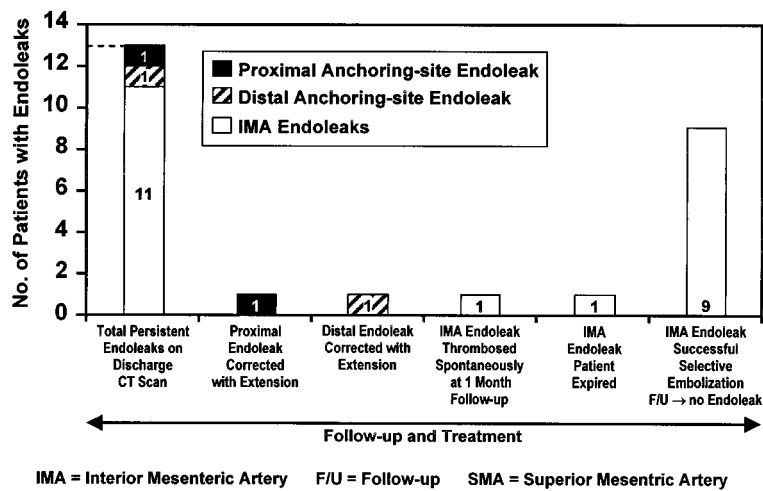 14
12
10
8
6
4
2
0
No. of Patients with Endoleaks
Proximal Anchoring-site Endoleak
Distal Anchoring-site Endoleak
IMA Endoleaks
1
1
11
1
1
1
1
9
Total Persistent
Endoleaks on
Discharge
CT Scan
Proximal
Endoleak
Corrected
with Extension
Distal Endoleak
Corrected with
Extension
IMA Endoleak
Thrombosed
Spontaneously
at 1 Month
Follow-up
IMA
Endoleak
Patient
Expired
IMA Endoleak
Successful
Selective
Embolization
F/U → no Endoleak
Follow-up and Treatment
IMA = Interior Mesenteric Artery F/U = Follow-up SMA = Superior Mesentric Artery